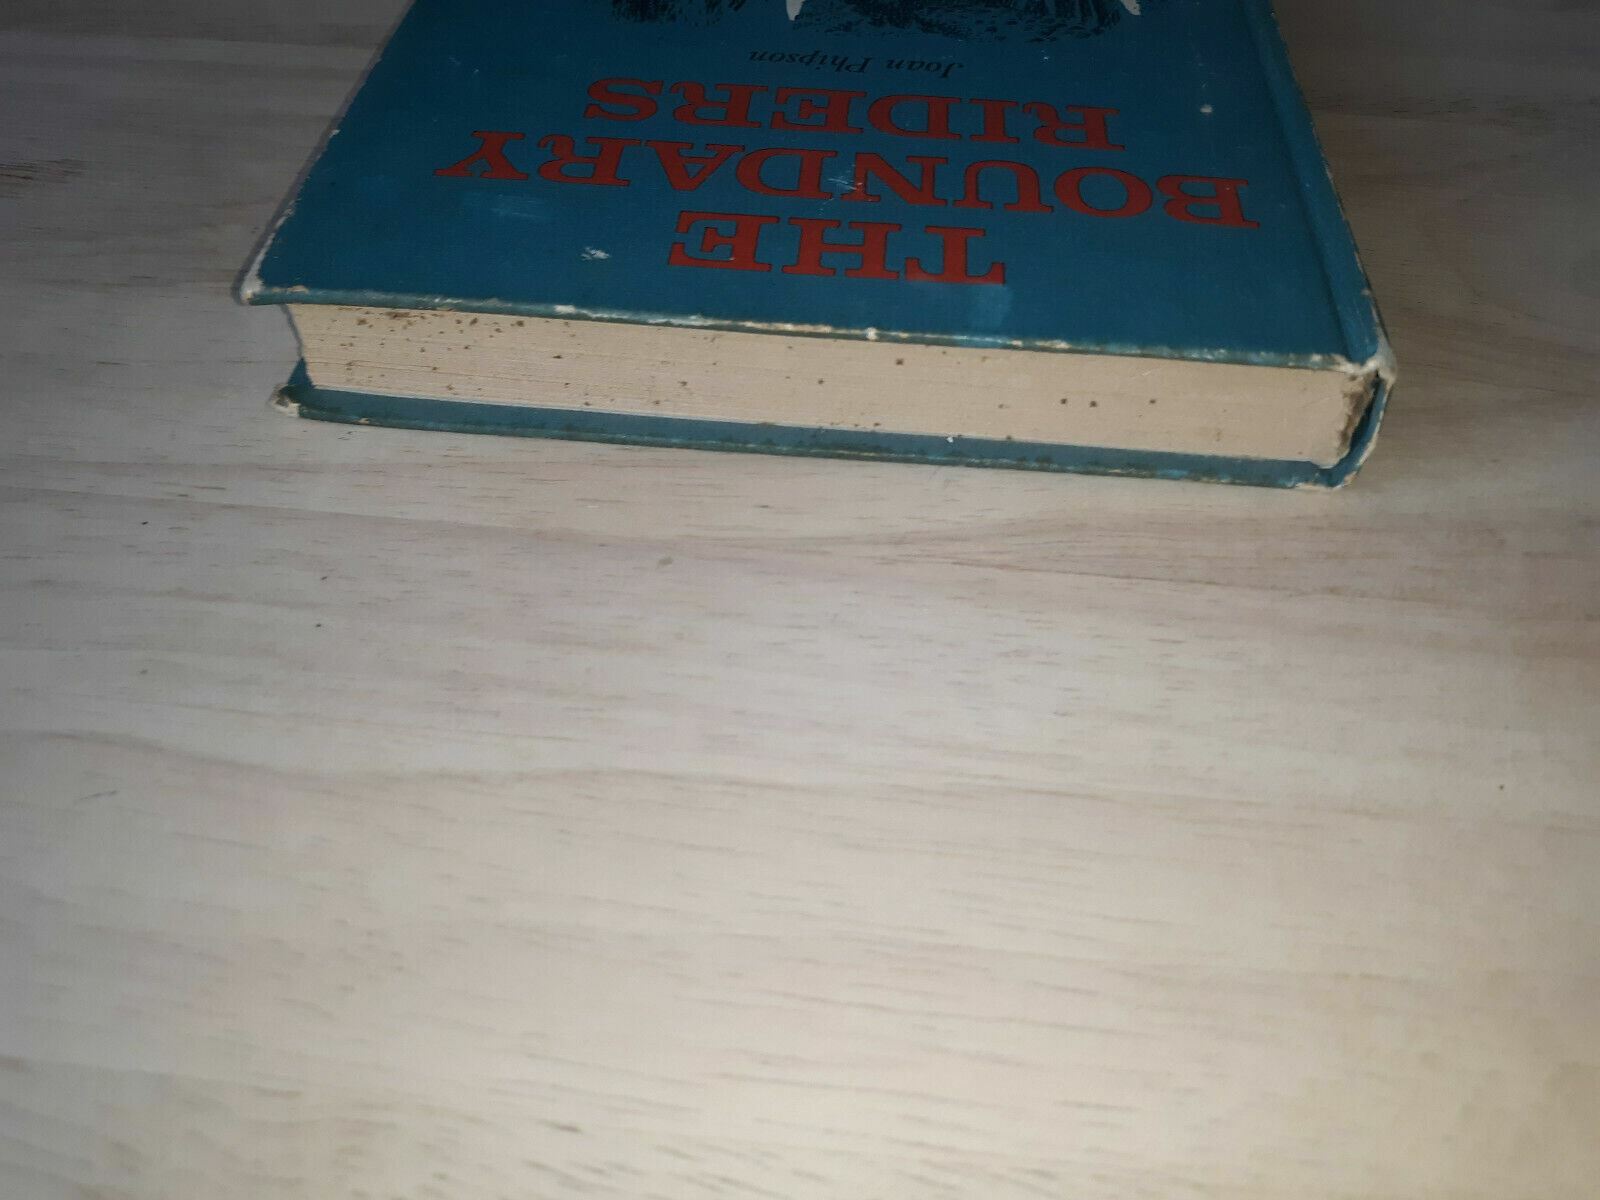 THE
BOUNDARY
RIDERS
Joan Phipson